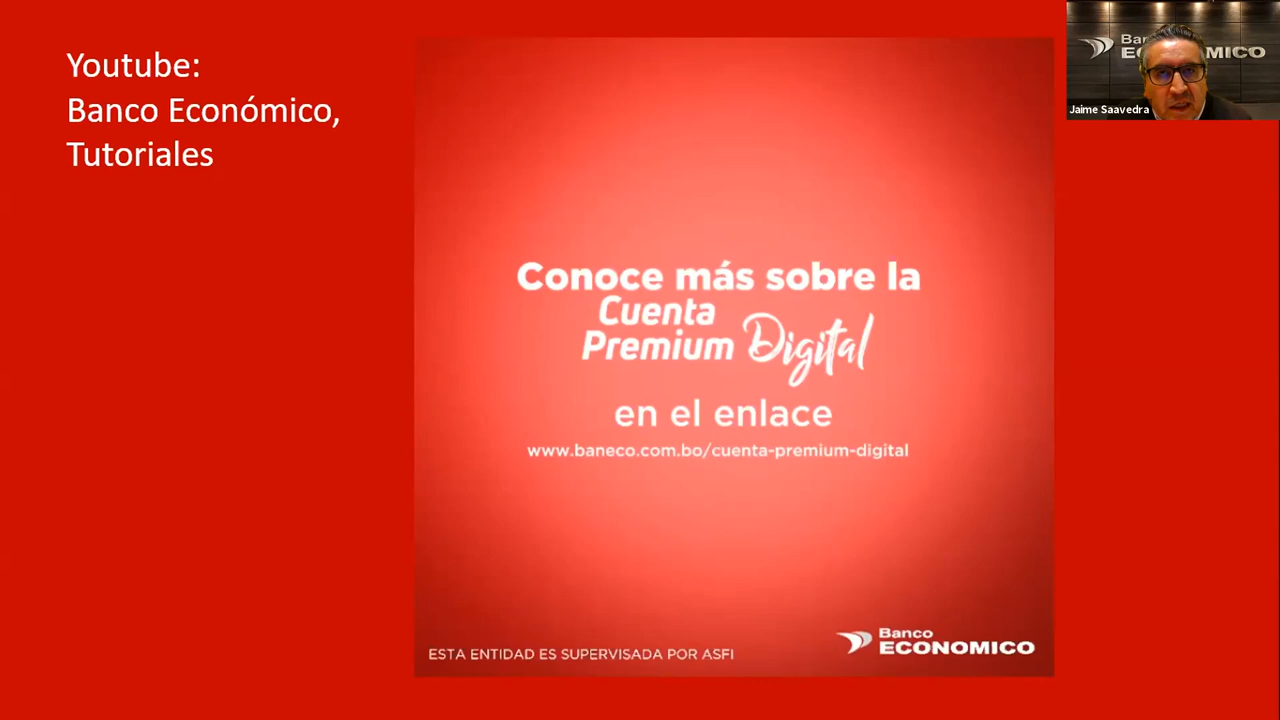 Youtube:
Banco Económico,
Tutoriales
Conoce más sobre la
Cuenta
Premium Digital
en el enlace
www.baneco.com.bo/cuenta-premium-digital
ESTA ENTIDAD ES SUPERVISADA POR ASFI
Banco
ECONOMICO
Jaime Saavedra